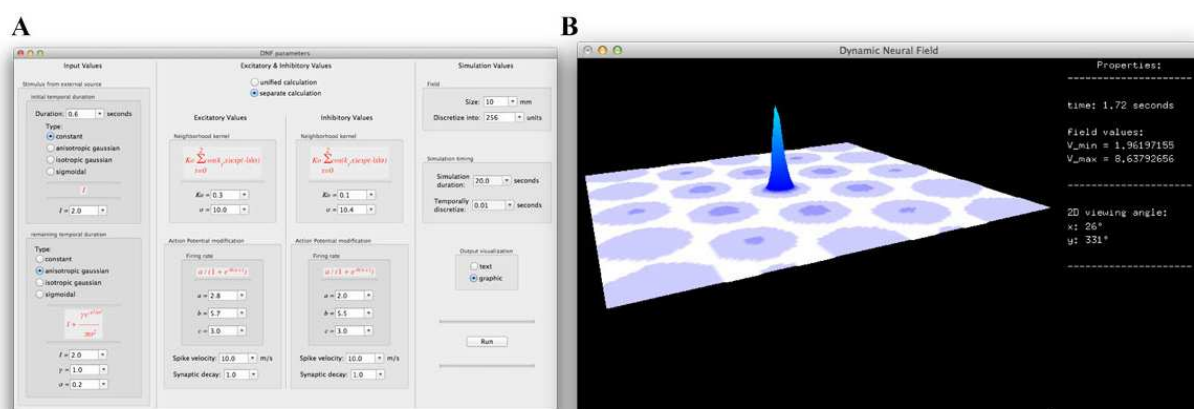 A
B
DNF parameters
Input Values
Stimulus from external source
Initial temporal duration
Duration: 0.6 seconds
Type:
constant
anisotropic gaussian
isotropic gaussian
sigmoidal
I
I = 2.0
remaining temporal duration
Type:
constant
anisotropic gaussian
isotropic gaussian
sigmoidal
I = 2.0
γ = 1.0
σ = 0.2
Excitatory & Inhibitory Values
unified calculation
separate calculation
Excitatory Values
Neighborhood kernel
Ko = 0.3
σ = 10.0
Action Potential modification
Firing rate
a = 2.8
b = 5.7
c = 3.0
Spike velocity: 10.0 m/s
Synaptic decay: 1.0
Inhibitory Values
Neighborhood kernel
Ko = 0.1
σ = 10.4
Action Potential modification
Firing rate
a = 2.0
b = 5.5
c = 3.0
Spike velocity: 10.0 m/s
Synaptic decay: 1.0
Simulation Values
Field
Size: 10 mm
Discretize into: 256 units
Simulation timing
Simulation duration: 20.0 seconds
Temporally discretize: 0.01 seconds
Output visualization
text
graphic
Run
Dynamic Neural Field
Properties:
time: 1.72 seconds
field values:
V_min = 1,96197155
V_max = 8,63792656
2D viewing angle:
x: 26°
y: 331°